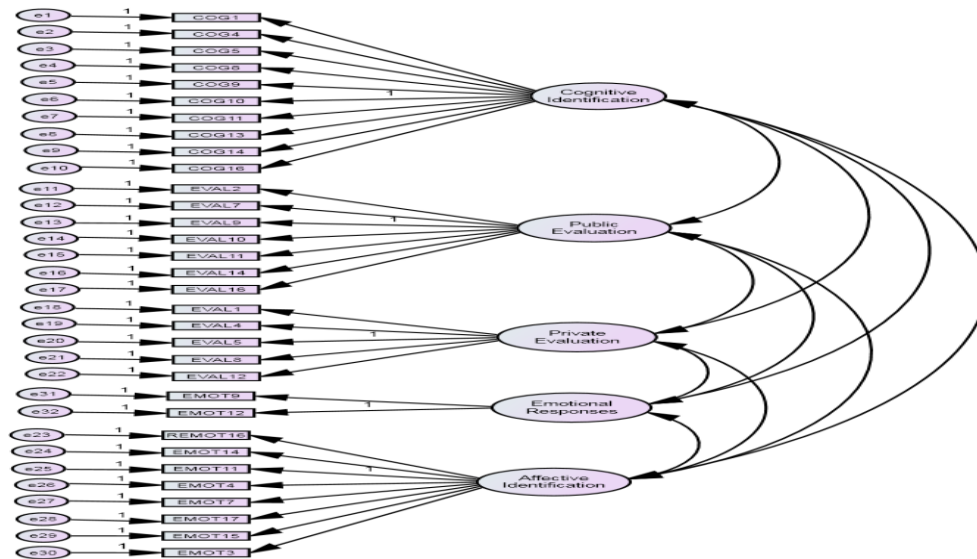 e1 1 COG1
e2 1 COG4
e3 COG5
e4 1 COG8
e5 1 COG9
e6 1 COG10 1
e7 1 COG11
e8 1 COG13
e9 1 COG14
e10 1 COG16
Cognitive
Identification
e11 1 EVAL2
e12 1 EVAL7
e13 1 EVAL9 1
e14 1 EVAL10
e15 1 EVAL11
e16 1 EVAL14
e17 1 EVAL16
Public
Evaluation
e18 1 EVAL1
e19 1 EVAL4
e20 1 EVAL5 1
e21 1 EVAL8
e22 1 EVAL12
Private
Evaluation
e31 1 EMOT9
e32 1 EMOT12 1
Emotional
Responses
e23 1 REMOT16
e24 1 EMOT14
e25 1 EMOT11 1
e26 1 EMOT4
e27 1 EMOT7
e28 1 EMOT17
e29 1 EMOT15
e30 1 EMOT3
Affective
Identification